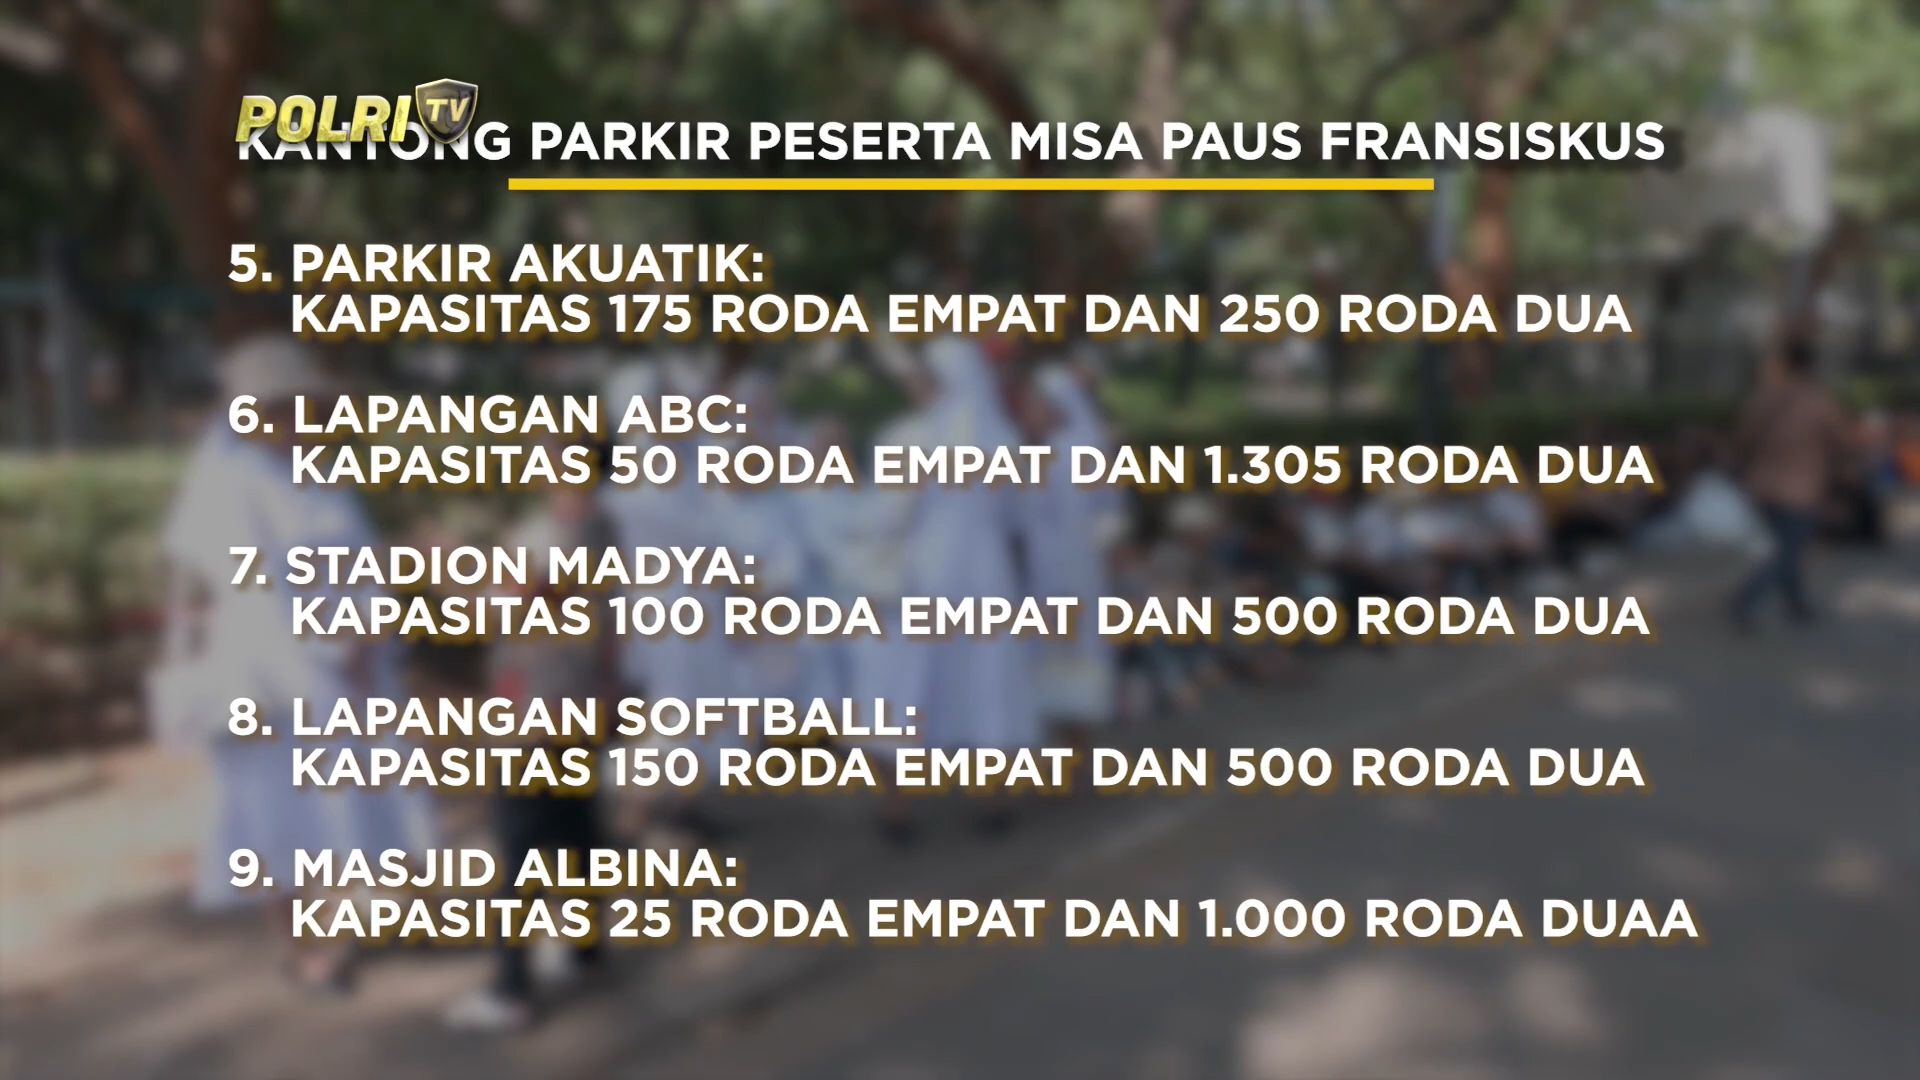 POLRI TV
KANTONG PARKIR PESERTA MISA PAUS FRANSISKUS
5. PARKIR AKUATIK:
KAPASITAS 175 RODA EMPAT DAN 250 RODA DUA
6. LAPANGAN ABC:
KAPASITAS 50 RODA EMPAT DAN 1.305 RODA DUA
7. STADION MADYA:
KAPASITAS 100 RODA EMPAT DAN 500 RODA DUA
8. LAPANGAN SOFTBALL:
KAPASITAS 150 RODA EMPAT DAN 500 RODA DUA
9. MASJID ALBINA:
KAPASITAS 25 RODA EMPAT DAN 1.000 RODA DUAA